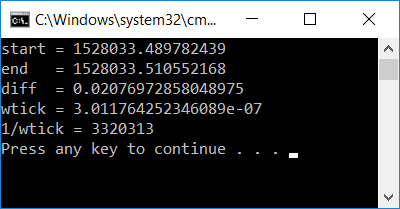 C:\Windows\system32\cm...
start = 1528033.489782439
end   = 1528033.510552168
diff  = 0.02076972858048975
wtick = 3.011764252346089e-07
1/wtick = 3320313
Press any key to continue . . .